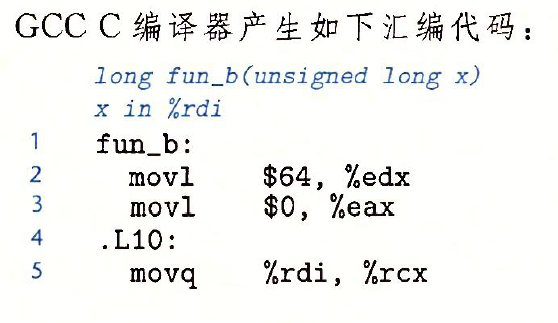 GCC C 编译器产生如下汇编代码：
long fun_b(unsigned long x)
x in %rdi
1 fun_b:
2 movl $64, %edx
3 movl $0, %eax
4 .L10:
5 movq %rdi, %rcx